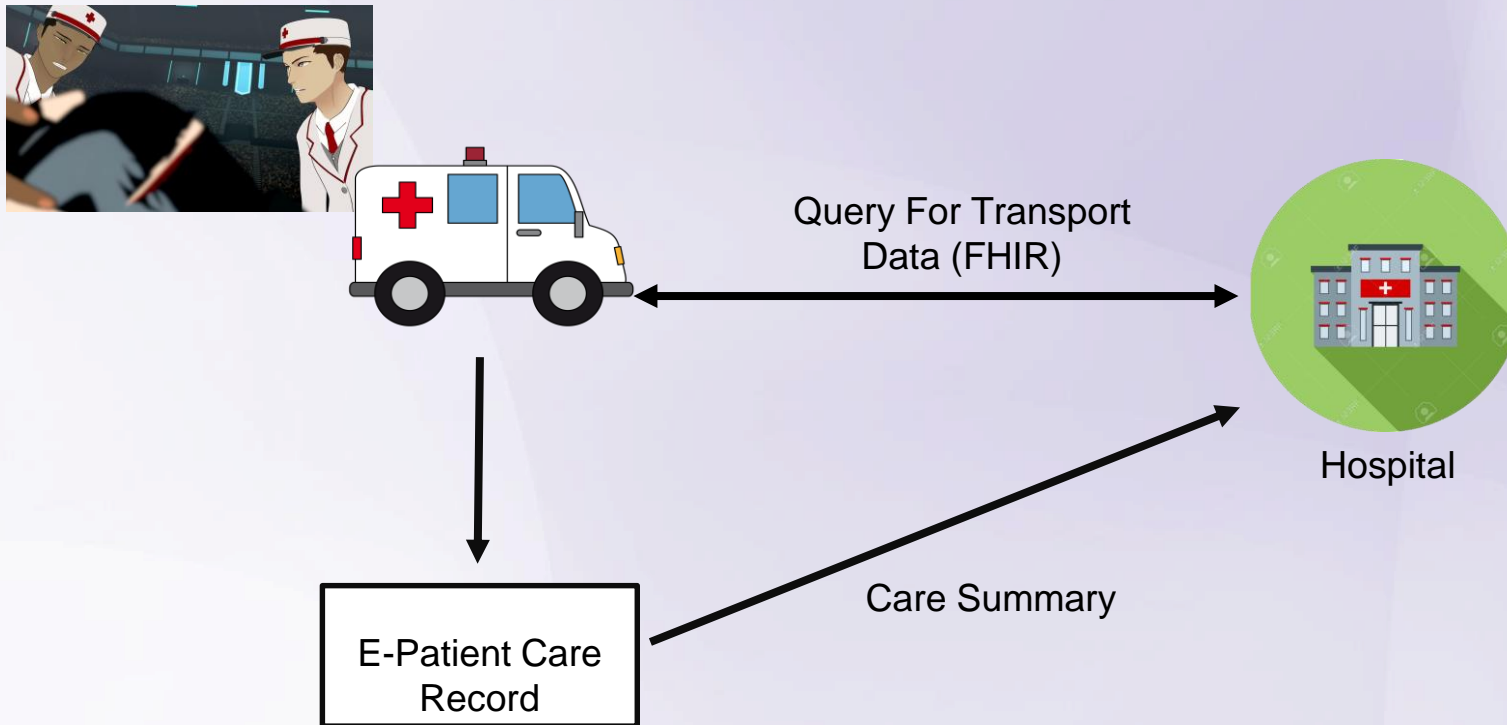 Query For Transport
Data (FHIR)
Hospital
Care Summary
E-Patient Care
Record